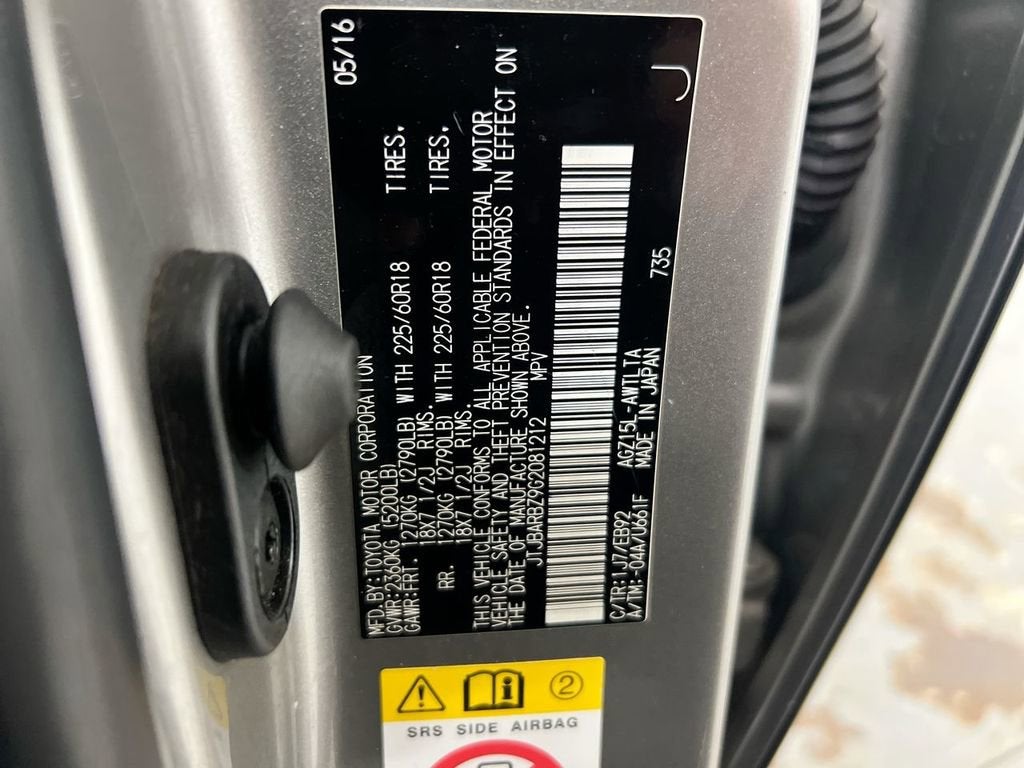 MFD.BY:TOYOTA MOTOR CORPORATION 05/16
GVWR:2360KG (5200LB)
GAWR:FRT. 1270KG (2790LB) WITH 225/60R18 TIRES.
18X7 1/2J RIMS.
RR. 1270KG (2790LB) WITH 225/60R18 TIRES.
18X7 1/2J RIMS.
THIS VEHICLE CONFORMS TO ALL APPLICABLE FEDERAL MOTOR
VEHICLE SAFETY AND THEFT PREVENTION STANDARDS IN EFFECT ON
THE DATE OF MANUFACTURE SHOWN ABOVE.
JTJBARBZ9G2081212 MPV
C/TR:1J7/EB92 AGZ15L-AWTLTA
A/TM:-04A/U661F MADE IN JAPAN 735 J
2
SRS SIDE AIRBAG